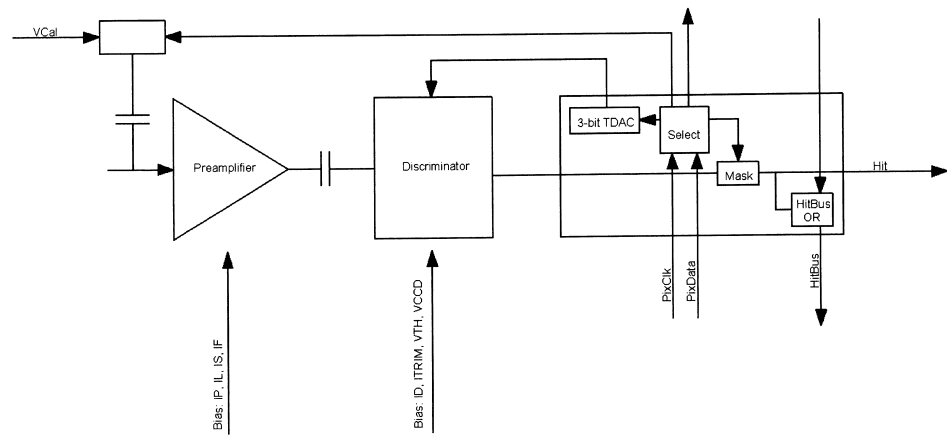 VCal
3-bit TDAC
Select
Preamplifier
Discriminator
Mask
Hit
HitBus
OR
PixClk
PixData
HitBus
Bias: IP, IL, IS, IF
Bias: ID, ITRIM, VTH, VCCD